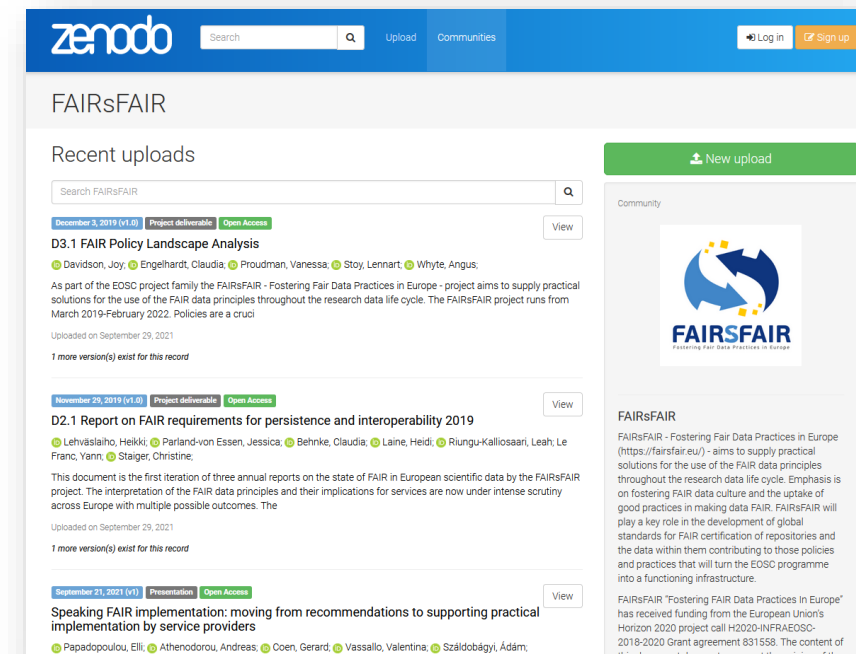 zenodo
Search
Upload
Communities
Log in
Sign up
FAIRsFAIR
Recent uploads
Search FAIRsFAIR
December 3, 2019 (v1.0) Project deliverable Open Access
View
D3.1 FAIR Policy Landscape Analysis
Davidson, Joy; Engelhardt, Claudia; Proudman, Vanessa; Stoy, Lennart; Whyte, Angus;
As part of the EOSC project family the FAIRsFAIR - Fostering Fair Data Practices in Europe - project aims to supply practical
solutions for the use of the FAIR data principles throughout the research data life cycle. The FAIRsFAIR project runs from
March 2019-February 2022. Policies are a cruci
Uploaded on September 29, 2021
1 more version(s) exist for this record
November 29, 2019 (v1.0) Project deliverable Open Access
View
D2.1 Report on FAIR requirements for persistence and interoperability 2019
Lehväslaiho, Heikki; Parland-von Essen, Jessica; Behnke, Claudia; Laine, Heidi; Riungu-Kalliosaari, Leah; Le
Franc, Yann; Staiger, Christine;
This document is the first iteration of three annual reports on the state of FAIR in European scientific data by the FAIRsFAIR
project. The interpretation of the FAIR data principles and their implications for services are now under intense scrutiny
across Europe with multiple possible outcomes. The
Uploaded on September 29, 2021
1 more version(s) exist for this record
September 21, 2021 (v1) Presentation Open Access
View
Speaking FAIR implementation: moving from recommendations to supporting practical
implementation by service providers
Papadopoulou, Elli; Athenodorou, Andreas; Coen, Gerard; Vassallo, Valentina; Száldobágyi, Ádám;
New upload
Community
FAIRSFAIR
Fostering Fair Data Practices in Europe
FAIRsFAIR
FAIRsFAIR - Fostering Fair Data Practices in Europe
(https://fairsfair.eu/) - aims to supply practical
solutions for the use of the FAIR data principles
throughout the research data life cycle. Emphasis is
on fostering FAIR data culture and the uptake of
good practices in making data FAIR. FAIRsFAIR will
play a key role in the development of global
standards for FAIR certification of repositories and
the data within them contributing to those policies
and practices that will turn the EOSC programme
into a functioning infrastructure.
FAIRsFAIR "Fostering FAIR Data Practices In Europe"
has received funding from the European Union's
Horizon 2020 project call H2020-INFRAEOSC-
2018-2020 Grant agreement 831558. The content of